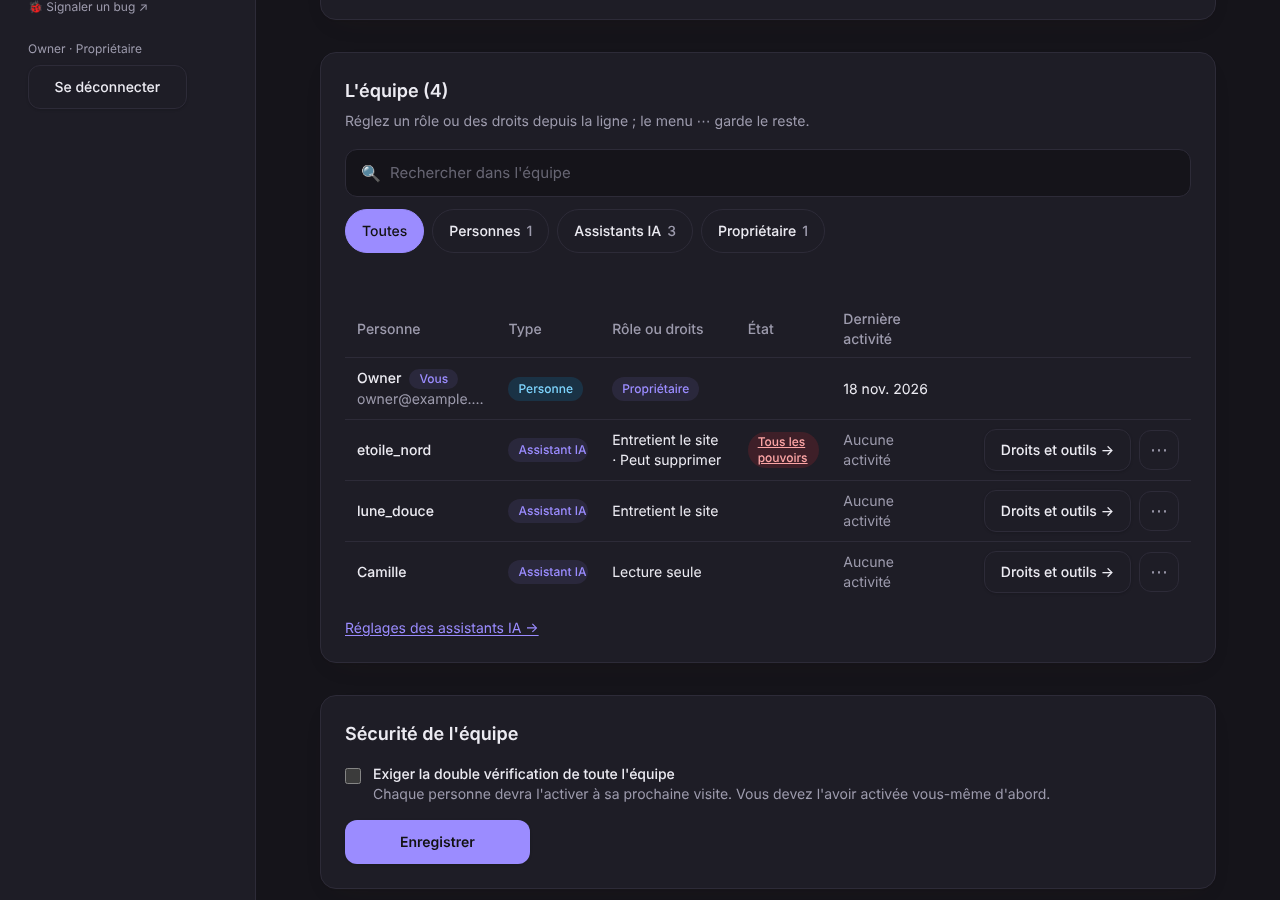 🐞 Signaler un bug ↗
Owner · Propriétaire
Se déconnecter
L'équipe (4)
Réglez un rôle ou des droits depuis la ligne ; le menu ··· garde le reste.
🔍 Rechercher dans l'équipe
Toutes Personnes 1 Assistants IA 3 Propriétaire 1
Personne Type Rôle ou droits État Dernière activité
Owner Vous
owner@example.… Personne Propriétaire 18 nov. 2026
etoile_nord Assistant IA Entretient le site
· Peut supprimer Tous les
pouvoirs Aucune
activité Droits et outils → ···
lune_douce Assistant IA Entretient le site Aucune
activité Droits et outils → ···
Camille Assistant IA Lecture seule Aucune
activité Droits et outils → ···
Réglages des assistants IA →
Sécurité de l'équipe
Exiger la double vérification de toute l'équipe
Chaque personne devra l'activer à sa prochaine visite. Vous devez l'avoir activée vous-même d'abord.
Enregistrer